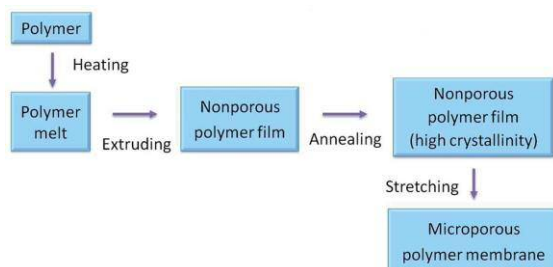 Polymer
Heating
Polymer
melt
Extruding
Nonporous
polymer film
Annealing
Nonporous
polymer film
(high crystallinity)
Stretching
Microporous
polymer membrane